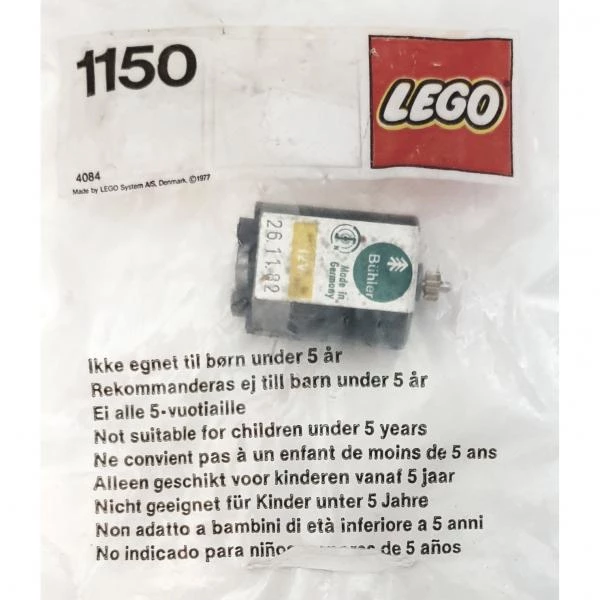 1150
LEGO
4084
Made by LEGO System A/S, Denmark. ©1977
26.11.82
12V
Made in
Germany
Bühler
Ikke egnet til børn under 5 år
Rekommanderas ej till barn under 5 år
Ei alle 5-vuotiaille
Not suitable for children under 5 years
Ne convient pas à un enfant de moins de 5 ans
Alleen geschikt voor kinderen vanaf 5 jaar
Nicht geeignet für Kinder unter 5 Jahre
Non adatto a bambini di età inferiore a 5 anni
No indicado para niños de 5 años